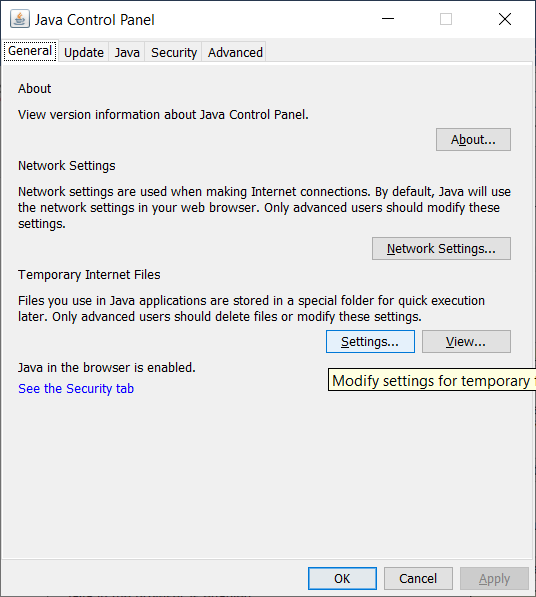 Java Control Panel
General Update Java Security Advanced
About
View version information about Java Control Panel.
About...
Network Settings
Network settings are used when making Internet connections. By default, Java will use
the network settings in your web browser. Only advanced users should modify these
settings.
Network Settings...
Temporary Internet Files
Files you use in Java applications are stored in a special folder for quick execution
later. Only advanced users should delete files or modify these settings.
Settings... View...
Java in the browser is enabled.
See the Security tab
Modify settings for temporary
OK Cancel Apply